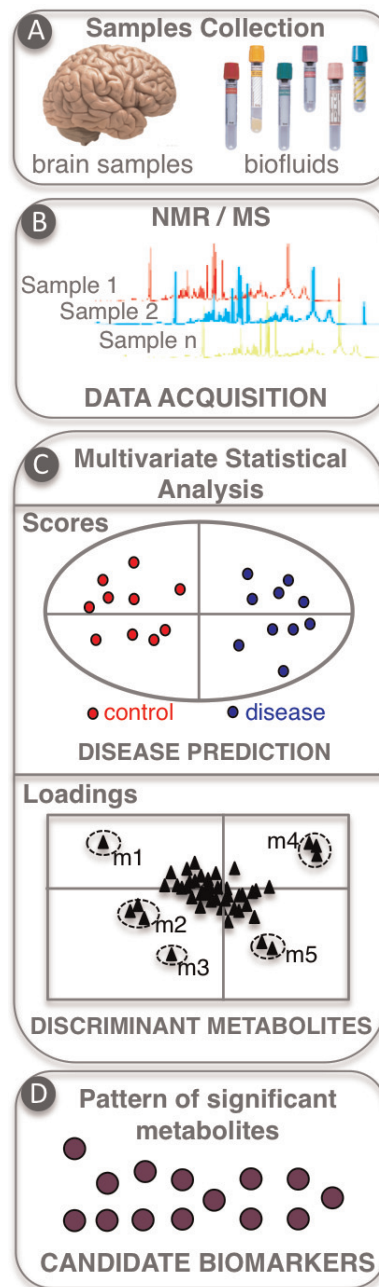 A
Samples Collection
brain samples
biofluids
B
NMR / MS
Sample 1
Sample 2
Sample n
DATA ACQUISITION
C
Multivariate Statistical
Analysis
Scores
control
disease
DISEASE PREDICTION
Loadings
m1
m4
m2
m3
m5
DISCRIMINANT METABOLITES
D
Pattern of significant
metabolites
CANDIDATE BIOMARKERS